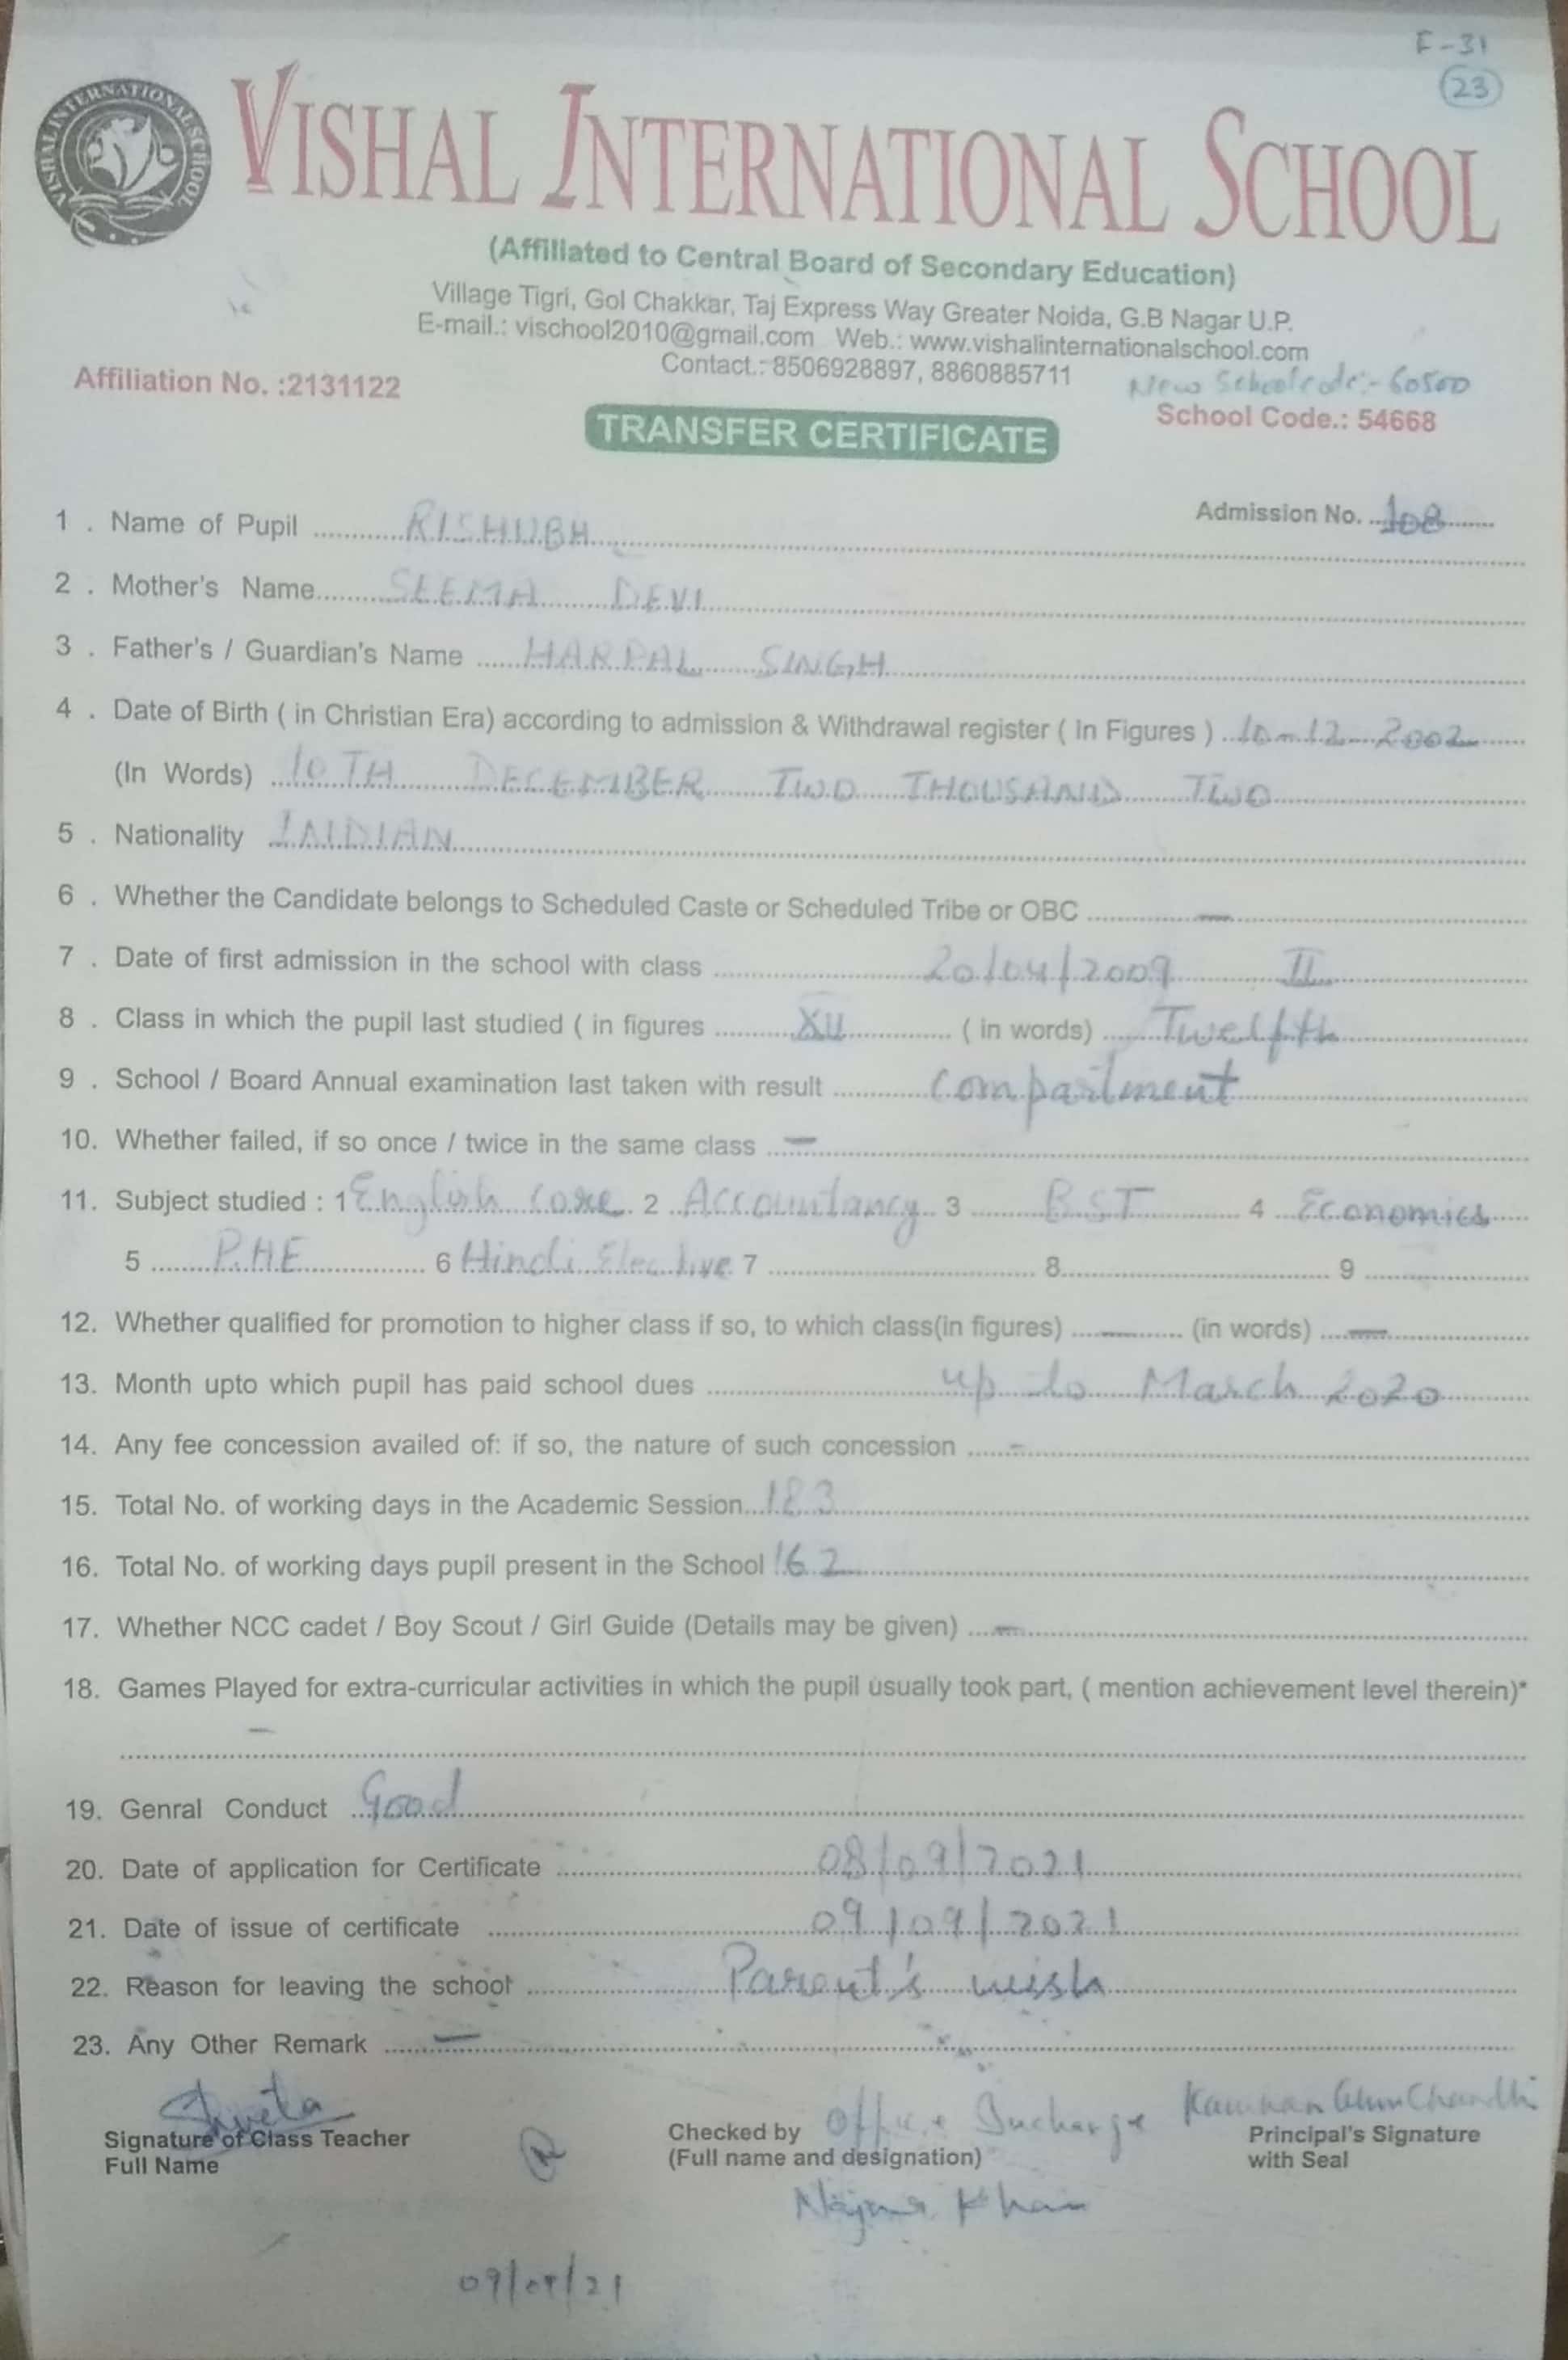 F-31
23
VISHAL INTERNATIONAL SCHOOL
VISHAL INTERNATIONAL SCHOOL
(Affillated to Central Board of Secondary Education)
Village Tigri, Gol Chakkar, Taj Express Way Greater Noida, G.B Nagar U.P.
E-mail.: vischool2010@gmail.com Web.: www.vishalinternationalschool.com
Contact.: 8506928897, 8860885711
New School code:- 60500
Affiliation No. :2131122
School Code.: 54668
TRANSFER CERTIFICATE
Admission No. 108
1 . Name of Pupil RISHUBH
2 . Mother's Name SEEMA DEVI
3 . Father's / Guardian's Name HARPAL SINGH
4 . Date of Birth ( in Christian Era) according to admission & Withdrawal register ( In Figures ) 10-12-2002
(In Words) 10TH DECEMBER TWO THOUSAND TWO
5 . Nationality INDIAN
6 . Whether the Candidate belongs to Scheduled Caste or Scheduled Tribe or OBC —
7 . Date of first admission in the school with class 20/04/2009 II
8 . Class in which the pupil last studied ( in figures XII ( in words) Twelfth
9 . School / Board Annual examination last taken with result Compartment
10. Whether failed, if so once / twice in the same class —
11. Subject studied : 1 English core 2 Accountancy 3 B.S.T 4 Economics
5 P.H.E 6 Hindi Elective 7 8 9
12. Whether qualified for promotion to higher class if so, to which class(in figures) — (in words) —
13. Month upto which pupil has paid school dues up to March 2020
14. Any fee concession availed of: if so, the nature of such concession -
15. Total No. of working days in the Academic Session 183
16. Total No. of working days pupil present in the School 162
17. Whether NCC cadet / Boy Scout / Girl Guide (Details may be given) —
18. Games Played for extra-curricular activities in which the pupil usually took part, ( mention achievement level therein)*
—
19. Genral Conduct Good
20. Date of application for Certificate 08/09/2021
21. Date of issue of certificate 09/09/2021
22. Reason for leaving the school Parent's wish
23. Any Other Remark —
Shweta
Signature of Class Teacher
Full Name
Checked by Office Incharge
(Full name and designation)
Najma Khan
Principal's Signature
with Seal
09/09/21